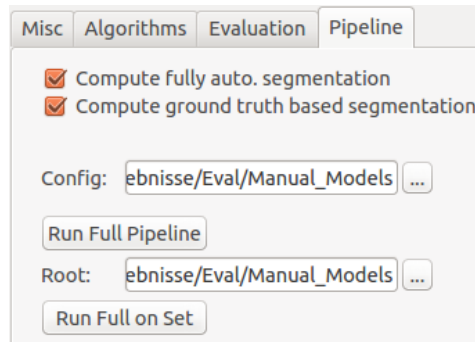 Misc Algorithms Evaluation Pipeline
Compute fully auto. segmentation
Compute ground truth based segmentation
Config: ebnisse/Eval/Manual_Models ...
Run Full Pipeline
Root: ebnisse/Eval/Manual_Models ...
Run Full on Set